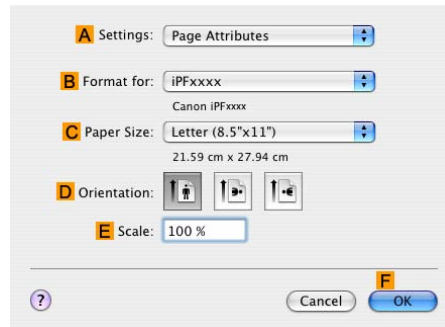 A Settings: Page Attributes
B Format for: iPFxxxx
Canon iPFxxxx
C Paper Size: Letter (8.5"x11")
21.59 cm x 27.94 cm
D Orientation:
E Scale: 100 %
F
? Cancel OK